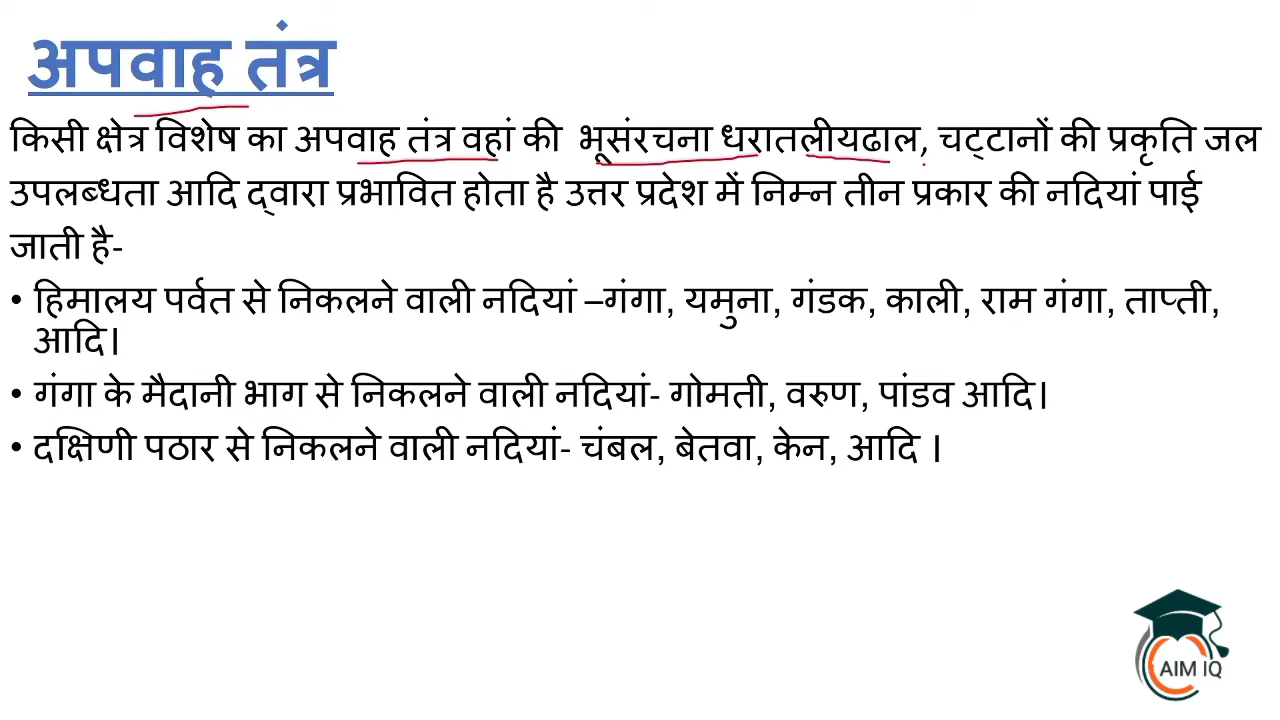 अपवाह तंत्र
किसी क्षेत्र विशेष का अपवाह तंत्र वहां की भूसंरचना धरातलीयढाल, चट्टानों की प्रकृति जल
उपलब्धता आदि द्वारा प्रभावित होता है उत्तर प्रदेश में निम्न तीन प्रकार की नदियां पाई
जाती है-
• हिमालय पर्वत से निकलने वाली नदियां –गंगा, यमुना, गंडक, काली, राम गंगा, ताप्ती,
आदि।
• गंगा के मैदानी भाग से निकलने वाली नदियां- गोमती, वरुण, पांडव आदि।
• दक्षिणी पठार से निकलने वाली नदियां- चंबल, बेतवा, केन, आदि ।
AIM IQ